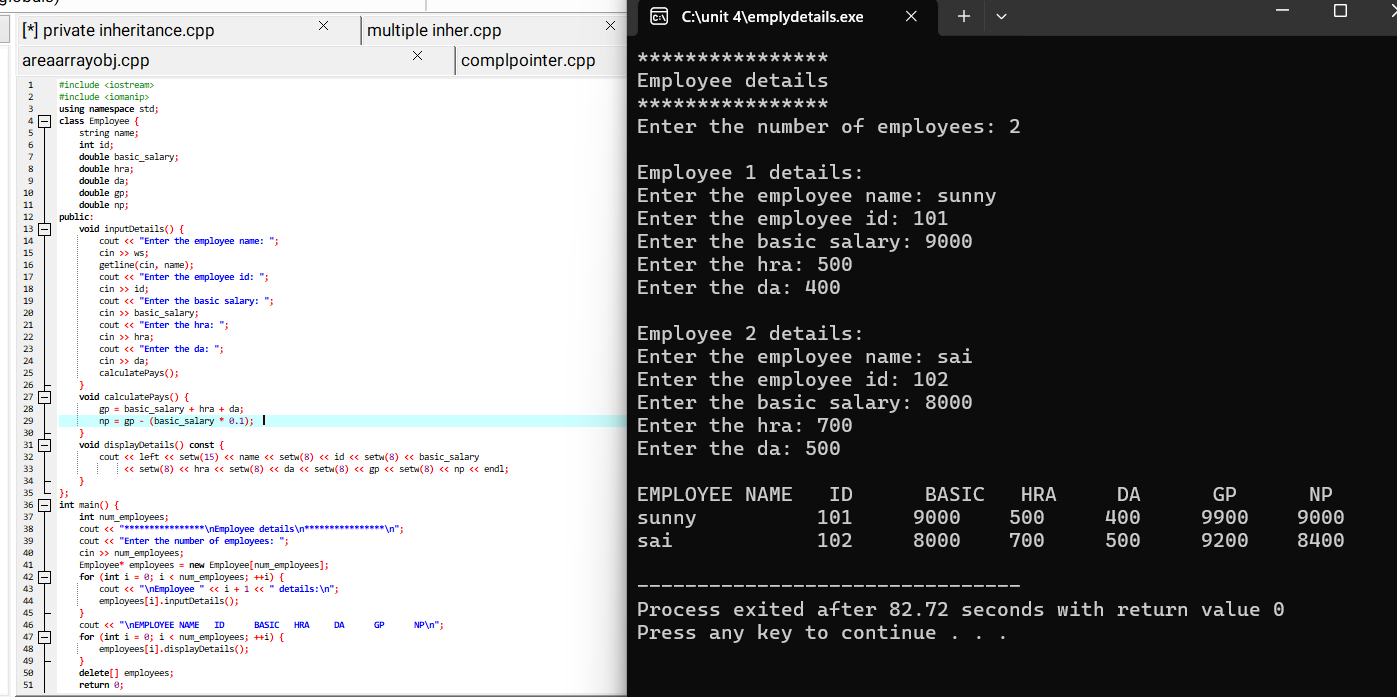 [*] private inheritance.cpp
multiple inher.cpp
areaarrayobj.cpp
complpointer.cpp
1 #include <iostream>
2 #include <iomanip>
3 using namespace std;
4 class Employee {
5 string name;
6 int id;
7 double basic_salary;
8 double hra;
9 double da;
10 double gp;
11 double np;
12 public:
13 void inputDetails() {
14 cout << "Enter the employee name: ";
15 cin >> ws;
16 getline(cin, name);
17 cout << "Enter the employee id: ";
18 cin >> id;
19 cout << "Enter the basic salary: ";
20 cin >> basic_salary;
21 cout << "Enter the hra: ";
22 cin >> hra;
23 cout << "Enter the da: ";
24 cin >> da;
25 calculatePays();
26 }
27 void calculatePays() {
28 gp = basic_salary + hra + da;
29 np = gp - (basic_salary * 0.1);
30 }
31 void displayDetails() const {
32 cout << left << setw(15) << name << setw(8) << id << setw(8) << basic_salary
33 << setw(8) << hra << setw(8) << da << setw(8) << gp << setw(8) << np << endl;
34 }
35 };
36 int main() {
37 int num_employees;
38 cout << "****************\nEmployee details\n****************\n";
39 cout << "Enter the number of employees: ";
40 cin >> num_employees;
41 Employee* employees = new Employee[num_employees];
42 for (int i = 0; i < num_employees; ++i) {
43 cout << "\nEmployee " << i + 1 << " details:\n";
44 employees[i].inputDetails();
45 }
46 cout << "\nEMPLOYEE NAME   ID      BASIC   HRA     DA      GP      NP\n";
47 for (int i = 0; i < num_employees; ++i) {
48 employees[i].displayDetails();
49 }
50 delete[] employees;
51 return 0;
C:\unit 4\emplydetails.exe
****************
Employee details
****************
Enter the number of employees: 2
Employee 1 details:
Enter the employee name: sunny
Enter the employee id: 101
Enter the basic salary: 9000
Enter the hra: 500
Enter the da: 400
Employee 2 details:
Enter the employee name: sai
Enter the employee id: 102
Enter the basic salary: 8000
Enter the hra: 700
Enter the da: 500
EMPLOYEE NAME   ID      BASIC   HRA     DA      GP      NP
sunny          101     9000    500     400     9900    9000
sai            102     8000    700     500     9200    8400
--------------------------------
Process exited after 82.72 seconds with return value 0
Press any key to continue . . .